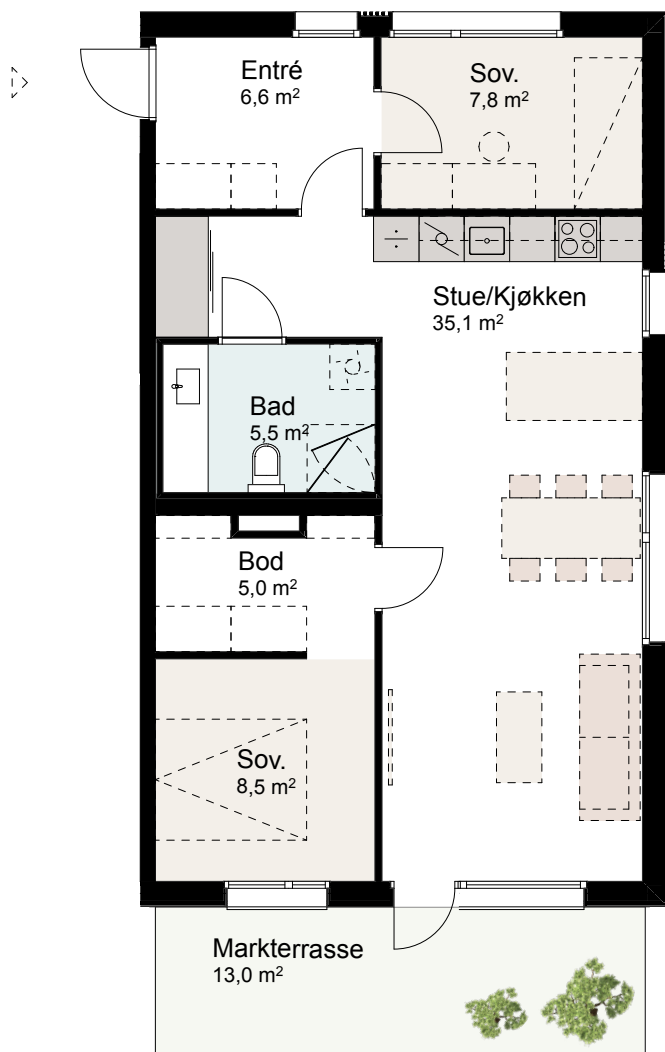 Entré
6,6 m²
Sov.
7,8 m²
Stue/Kjøkken
35,1 m²
Bad
5,5 m²
Bod
5,0 m²
Sov.
8,5 m²
Markterrasse
13,0 m²